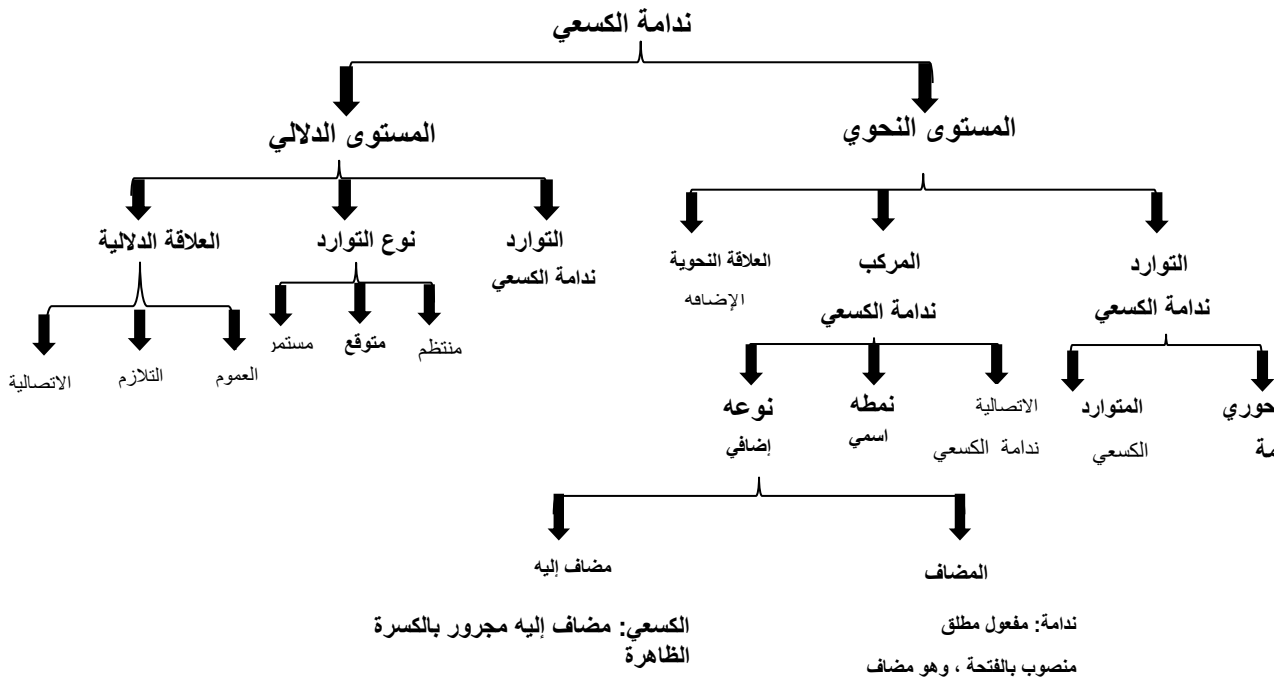 ندامة الكسعي
المستوى النحوي
المستوى الدلالي
التوارد
المركب
العلاقة النحوية
التوارد
نوع التوارد
العلاقة الدلالية
ندامة الكسعي
ندامة الكسعي
الإضافه
ندامة الكسعي
منتظم
متوقع
مستمر
العموم
التلازم
الاتصالية
حوري
المتوارد
الاتصالية
نمطه
نوعه
مة
الكسعي
ندامة الكسعي
اسمي
إضافي
المضاف
مضاف إليه
ندامة: مفعول مطلق
منصوب بالفتحة ، وهو مضاف
الكسعي: مضاف إليه مجرور بالكسرة
الظاهرة